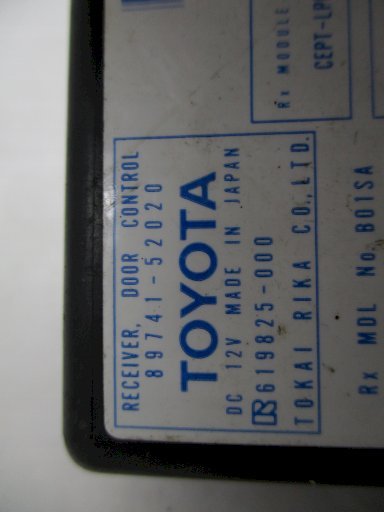 RECEIVER, DOOR CONTROL
89741-52020
TOYOTA
DC 12V MADE IN JAPAN
619825-000
TOKAI RIKA CO., LTD.
Rx MODULE
CEPT-LP
Rx MDL No. B01SA